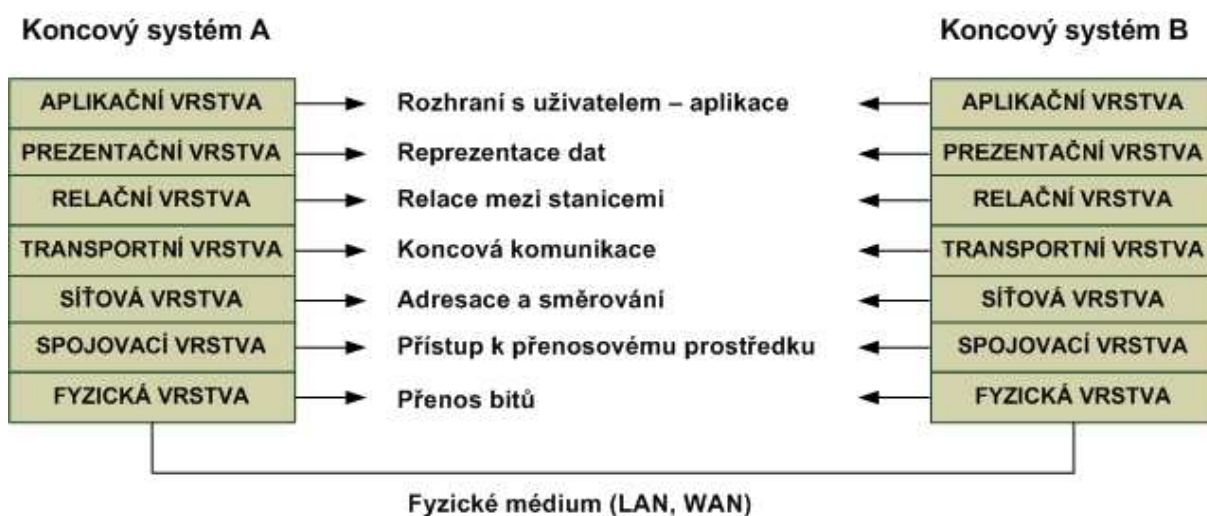 Koncový systém A
Koncový systém B
APLIKAČNÍ VRSTVA
Rozhraní s uživatelem – aplikace
APLIKAČNÍ VRSTVA
PREZENTAČNÍ VRSTVA
Reprezentace dat
PREZENTAČNÍ VRSTVA
RELAČNÍ VRSTVA
Relace mezi stanicemi
RELAČNÍ VRSTVA
TRANSPORTNÍ VRSTVA
Koncová komunikace
TRANSPORTNÍ VRSTVA
SÍŤOVÁ VRSTVA
Adresace a směrování
SÍŤOVÁ VRSTVA
SPOJOVACÍ VRSTVA
Přístup k přenosovému prostředku
SPOJOVACÍ VRSTVA
FYZICKÁ VRSTVA
Přenos bitů
FYZICKÁ VRSTVA
Fyzické médium (LAN, WAN)